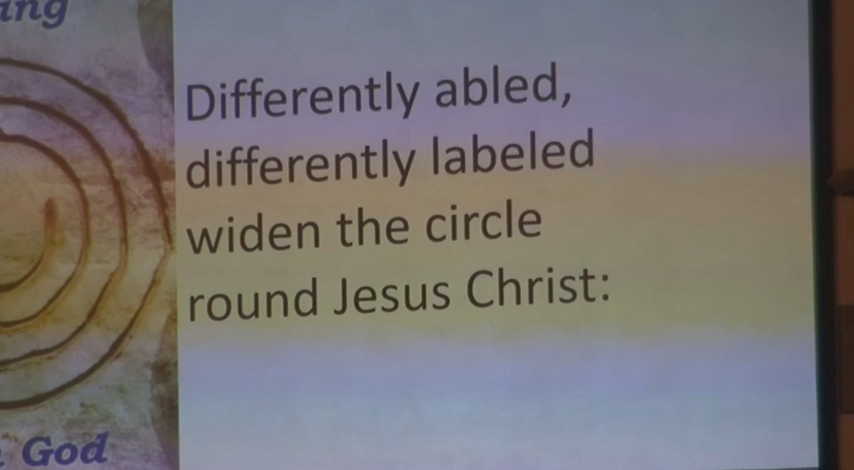 ing
Differently abled,
differently labeled
widen the circle
round Jesus Christ:
God